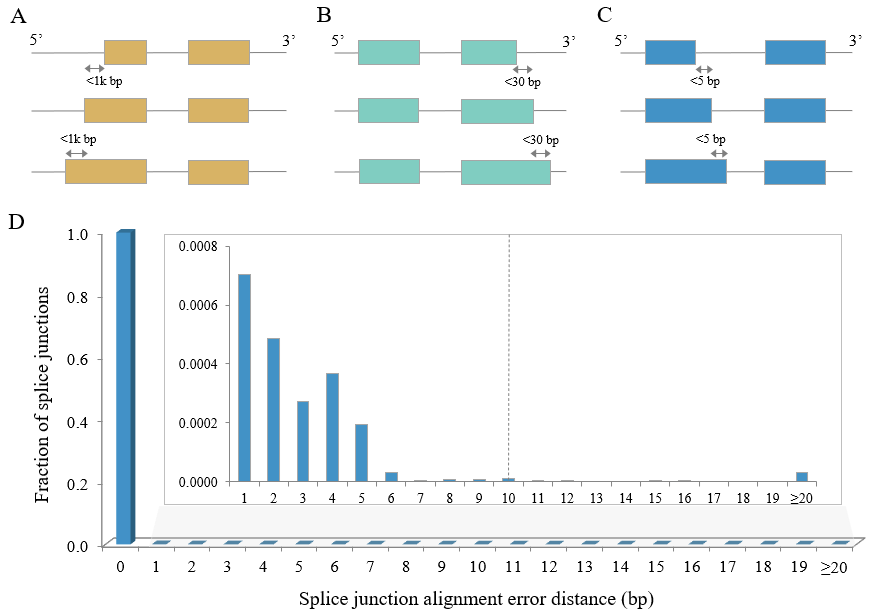 A
B
C
5’
3’
5’
3’
5’
3’
<1k bp
<30 bp
<5 bp
<1k bp
<30 bp
<5 bp
D
Fraction of splice junctions
1.0
0.8
0.6
0.4
0.2
0.0
0.0008
0.0006
0.0004
0.0002
0.0000
1 2 3 4 5 6 7 8 9 10 11 12 13 14 15 16 17 18 19 ≥20
0 1 2 3 4 5 6 7 8 9 10 11 12 13 14 15 16 17 18 19 ≥20
Splice junction alignment error distance (bp)